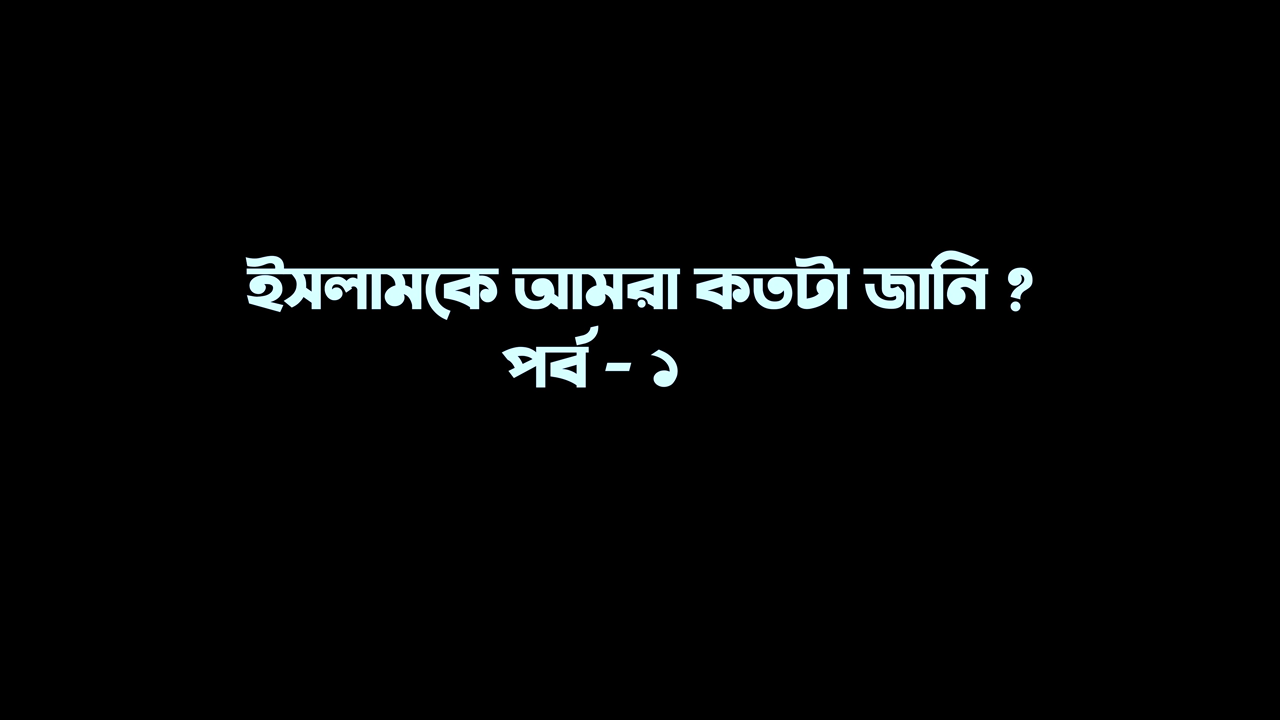 ইসলামকে আমরা কতটা জানি ?
পর্ব - ১